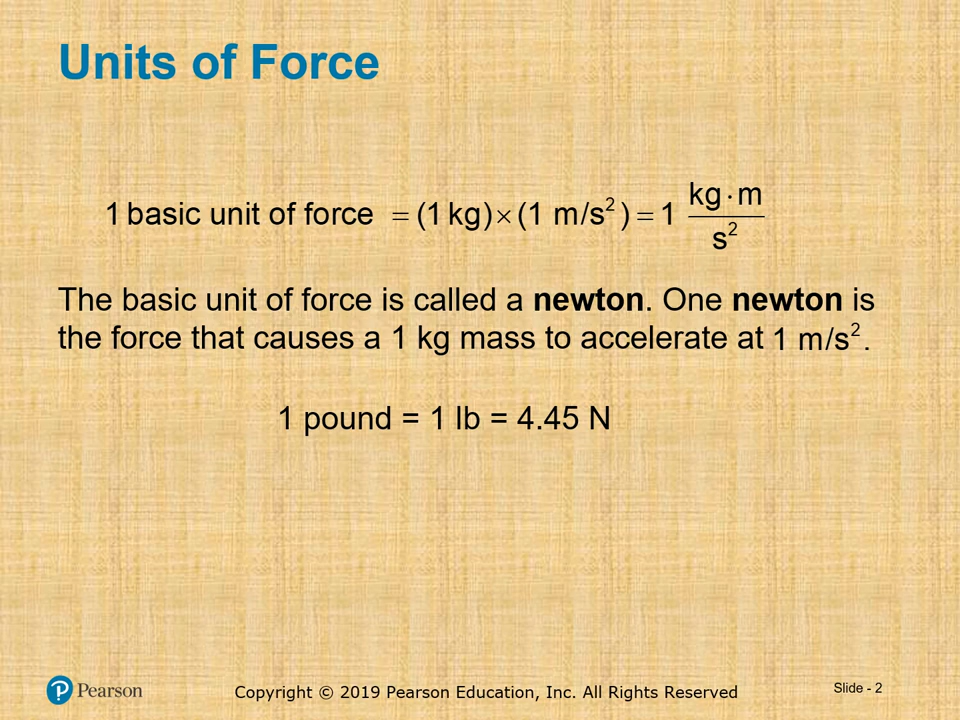 Units of Force
1 basic unit of force = (1 kg) × (1 m/s²) = 1 kg · m / s²
The basic unit of force is called a newton. One newton is
the force that causes a 1 kg mass to accelerate at 1 m/s².
1 pound = 1 lb = 4.45 N
P Pearson
Copyright © 2019 Pearson Education, Inc. All Rights Reserved
Slide - 2